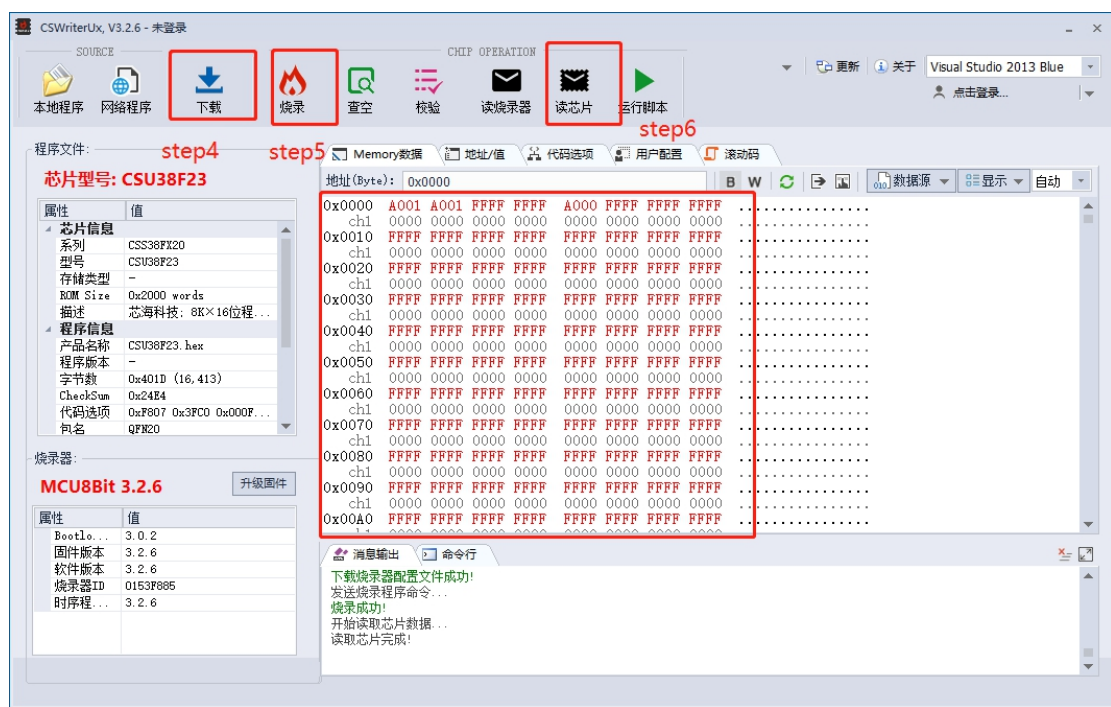 CSWriterUx, V3.2.6 - 未登录
SOURCE
CHIP OPERATION
本地程序 网络程序 下载 烧录 查空 校验 读烧录器 读芯片 运行脚本
更新 关于 Visual Studio 2013 Blue
点击登录...
step4 step5 step6
程序文件:
芯片型号: CSU38F23
属性 值
芯片信息
系列 CSS38FX20
型号 CSU38F23
存储类型 -
ROM Size 0x2000 words
描述 芯海科技: 8K×16位程...
程序信息
产品名称 CSU38F23.hex
程序版本 -
字节数 0x401D (16,413)
CheckSum 0x24E4
代码选项 0xF807 0x3FC0 0x000F...
包名 QFN20
烧录器:
MCU8Bit 3.2.6 升级固件
属性 值
Bootlo... 3.0.2
固件版本 3.2.6
软件版本 3.2.6
烧录器ID 0153F885
时序程... 3.2.6
Memory数据 地址/值 代码选项 用户配置 滚动码
地址(Byte): 0x0000 B W 数据源 显示 自动
0x0000 A001 A001 FFFF FFFF A000 FFFF FFFF FFFF ................
ch1 0000 0000 0000 0000 0000 0000 0000 0000 ................
0x0010 FFFF FFFF FFFF FFFF FFFF FFFF FFFF FFFF ................
ch1 0000 0000 0000 0000 0000 0000 0000 0000 ................
0x0020 FFFF FFFF FFFF FFFF FFFF FFFF FFFF FFFF ................
ch1 0000 0000 0000 0000 0000 0000 0000 0000 ................
0x0030 FFFF FFFF FFFF FFFF FFFF FFFF FFFF FFFF ................
ch1 0000 0000 0000 0000 0000 0000 0000 0000 ................
0x0040 FFFF FFFF FFFF FFFF FFFF FFFF FFFF FFFF ................
ch1 0000 0000 0000 0000 0000 0000 0000 0000 ................
0x0050 FFFF FFFF FFFF FFFF FFFF FFFF FFFF FFFF ................
ch1 0000 0000 0000 0000 0000 0000 0000 0000 ................
0x0060 FFFF FFFF FFFF FFFF FFFF FFFF FFFF FFFF ................
ch1 0000 0000 0000 0000 0000 0000 0000 0000 ................
0x0070 FFFF FFFF FFFF FFFF FFFF FFFF FFFF FFFF ................
ch1 0000 0000 0000 0000 0000 0000 0000 0000 ................
0x0080 FFFF FFFF FFFF FFFF FFFF FFFF FFFF FFFF ................
ch1 0000 0000 0000 0000 0000 0000 0000 0000 ................
0x0090 FFFF FFFF FFFF FFFF FFFF FFFF FFFF FFFF ................
ch1 0000 0000 0000 0000 0000 0000 0000 0000 ................
0x00A0 FFFF FFFF FFFF FFFF FFFF FFFF FFFF FFFF ................
消息输出 命令行
下载烧录器配置文件成功!
发送烧录程序命令...
烧录成功!
开始读取芯片数据...
读取芯片完成!